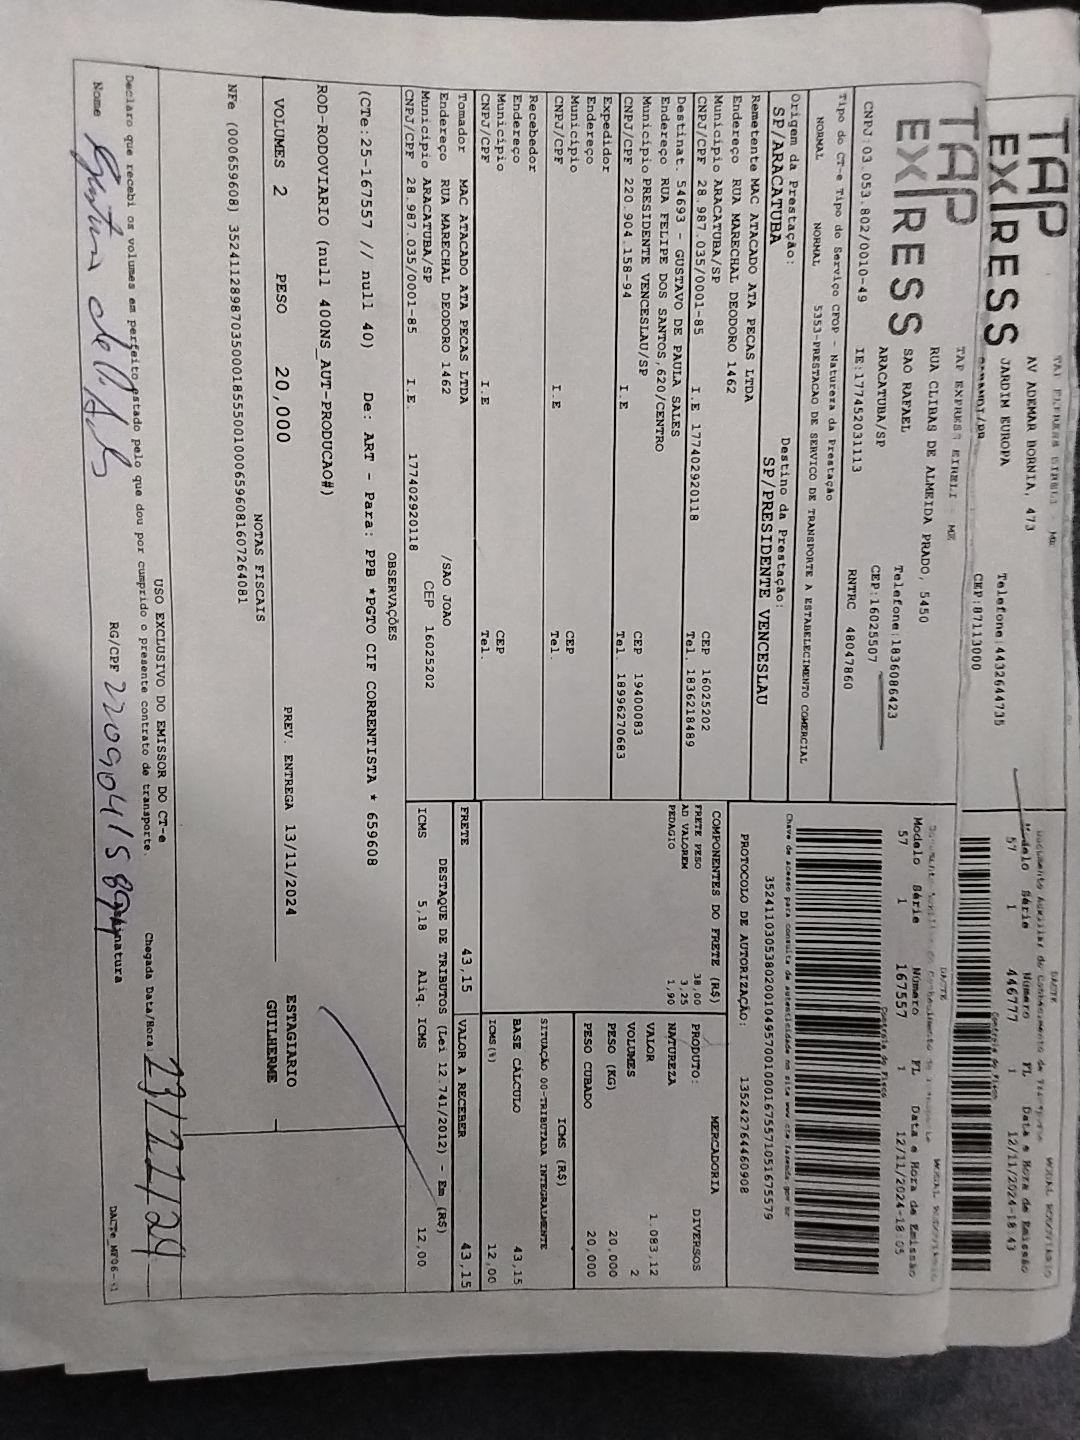 TAP
EXPRESS
AV ADEMAR BORNIA, 473
JARDIM EUROPA
Telefone:4432644735
CEP:87113000
DACTE
Documento Auxiliar do Conhecimento de Transporte
MODAL RODOVIARIO
Modelo Série Número FL Data e Hora de Emissão
57 1 446777 1 12/11/2024-18:43
Controle do Fisco
TAP
EXPRESS
TAP EXPRESS EIRELI - ME
RUA CLIBAS DE ALMEIDA PRADO, 5450
SAO RAFAEL
Telefone:1836086423
ARACATUBA/SP
CEP:16025507
CNPJ:03.053.802/0010-49
IE:177452031113
RNTRC 48047860
DACTE
MODAL RODOVIARIO
Modelo Série Número FL Data e Hora de Emissão
57 1 167557 1 12/11/2024-18:05
Controle do Fisco
Tipo do CT-e Tipo do Serviço CFOP - Natureza da Prestação
NORMAL NORMAL 5353-PRESTACAO DE SERVICO DE TRANSPORTE A ESTABELECIMENTO COMERCIAL
Chave de acesso para consulta de autenticidade no site www.cte.fazenda.gov.br
35241103053802001049570010001675571051675579
PROTOCOLO DE AUTORIZAÇÃO: 135242764460908
Origem da Prestação:
SP/ARACATUBA
Destino da Prestação:
SP/PRESIDENTE VENCESLAU
Remetente MAC ATACADO ATA PECAS LTDA
Endereço RUA MARECHAL DEODORO 1462
Município ARACATUBA/SP CEP 16025202
CNPJ/CPF 28.987.035/0001-85 I.E 177402920118 Tel. 1836218489
Destinat. 54693 - GUSTAVO DE PAULA SALES
Endereço RUA FELIPE DOS SANTOS,620/CENTRO
Município PRESIDENTE VENCESLAU/SP CEP 19400083
CNPJ/CPF 220.904.158-94 I.E Tel. 18996270683
Expedidor
Endereço
Município CEP
CNPJ/CPF I.E Tel.
Recebedor
Endereço
Município CEP
CNPJ/CPF I.E Tel.
Tomador MAC ATACADO ATA PECAS LTDA
Endereço RUA MARECHAL DEODORO 1462 /SAO JOAO
Município ARACATUBA/SP CEP 16025202
CNPJ/CPF 28.987.035/0001-85 I.E. 177402920118
COMPONENTES DO FRETE (R$)
FRETE PESO 38,00
AD VALOREM 3,25
PEDAGIO 1,90
MERCADORIA
PRODUTO: DIVERSOS
NATUREZA
VALOR 1.083,12
VOLUMES 2
PESO (KG) 20,000
PESO CUBADO 20,000
ICMS (R$)
SITUAÇÃO 00-TRIBUTADA INTEGRALMENTE
BASE CÁLCULO 43,15
ICMS(%) 12,00
FRETE 43,15 VALOR A RECEBER 43,15
DESTAQUE DE TRIBUTOS (Lei 12.741/2012) - Em (R$)
ICMS 5,18 Aliq. ICMS 12,00
OBSERVAÇÕES
(CTe:25-167557 // null 40) De: ART - Para: PPB *PGTO CIF CORRENTISTA * 659608
ROD-RODOVIARIO (null 400NS_AUT-PRODUCAO#)
VOLUMES 2 PESO 20,000 PREV. ENTREGA 13/11/2024
ESTAGIARIO
GUILHERME
NOTAS FISCAIS
NFe (000659608) 35241128987035000185550010006596081607264081
USO EXCLUSIVO DO EMISSOR DO CT-e
Declaro que recebi os volumes em perfeito estado pelo que dou por cumprido o presente contrato de transporte.
Chegada Data/Hora:
Nome RG/CPF 22090415894 Assinatura